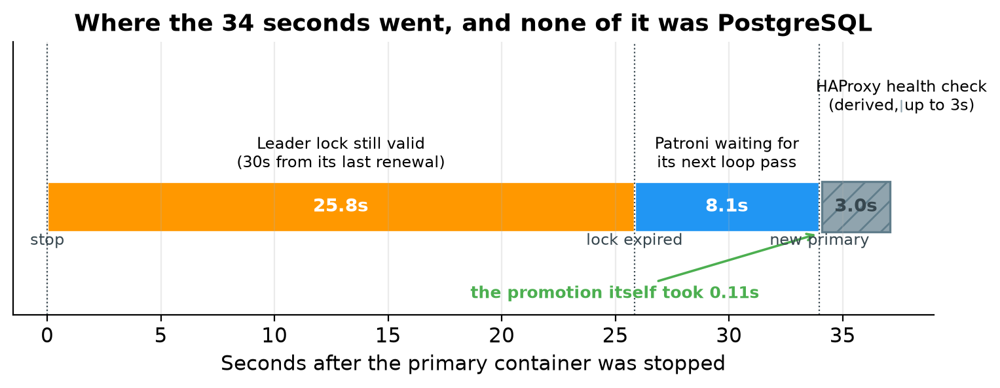 Where the 34 seconds went, and none of it was PostgreSQL
HAProxy health check
(derived, up to 3s)
Leader lock still valid
(30s from its last renewal)
Patroni waiting for
its next loop pass
25.8s
8.1s
3.0s
stop
lock expired
new primary
the promotion itself took 0.11s
0
5
10
15
20
25
30
35
Seconds after the primary container was stopped